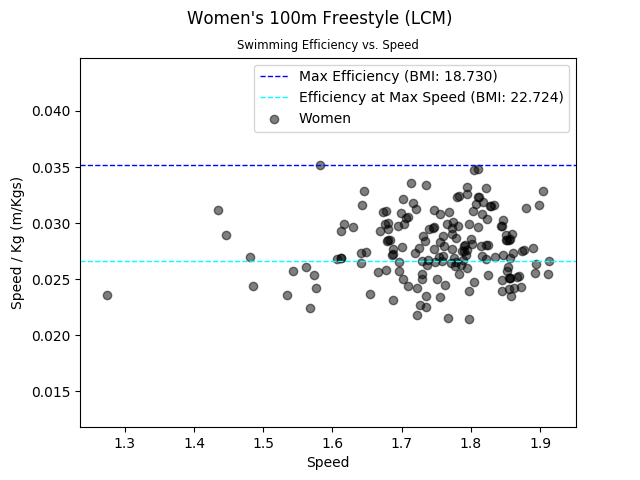 Women's 100m Freestyle (LCM)
Swimming Efficiency vs. Speed
Max Efficiency (BMI: 18.730)
Efficiency at Max Speed (BMI: 22.724)
Women
Speed / Kg (m/Kgs)
0.040
0.035
0.030
0.025
0.020
0.015
1.3 1.4 1.5 1.6 1.7 1.8 1.9
Speed